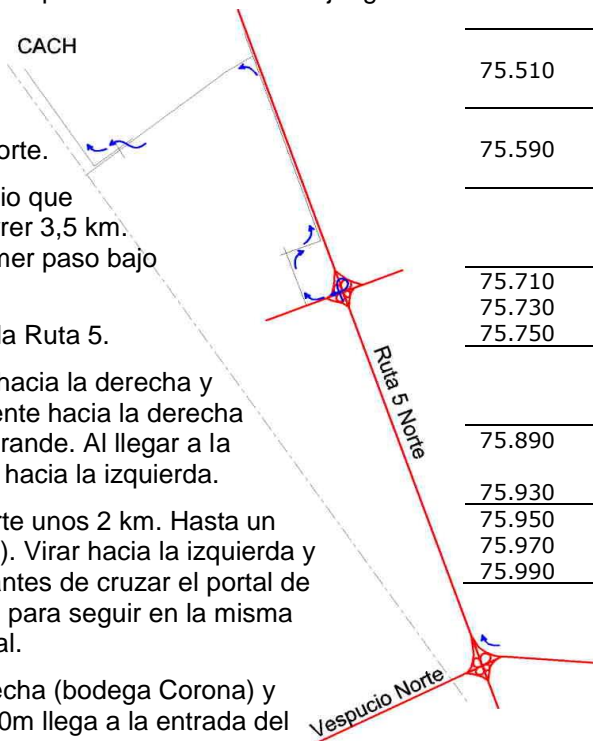 CACH
orte.
io que
rrer 3,5 km.
mer paso bajo
la Ruta 5.
hacia la derecha y
ente hacia la derecha
rande. Al llegar a la
hacia la izquierda.
rte unos 2 km. Hasta un
). Virar hacia la izquierda y
antes de cruzar el portal de
para seguir en la misma
al.
echa (bodega Corona) y
0m llega a la entrada del
Ruta 5 Norte
Vespucio Norte
75.510
75.590
75.710
75.730
75.750
75.890
75.930
75.950
75.970
75.990